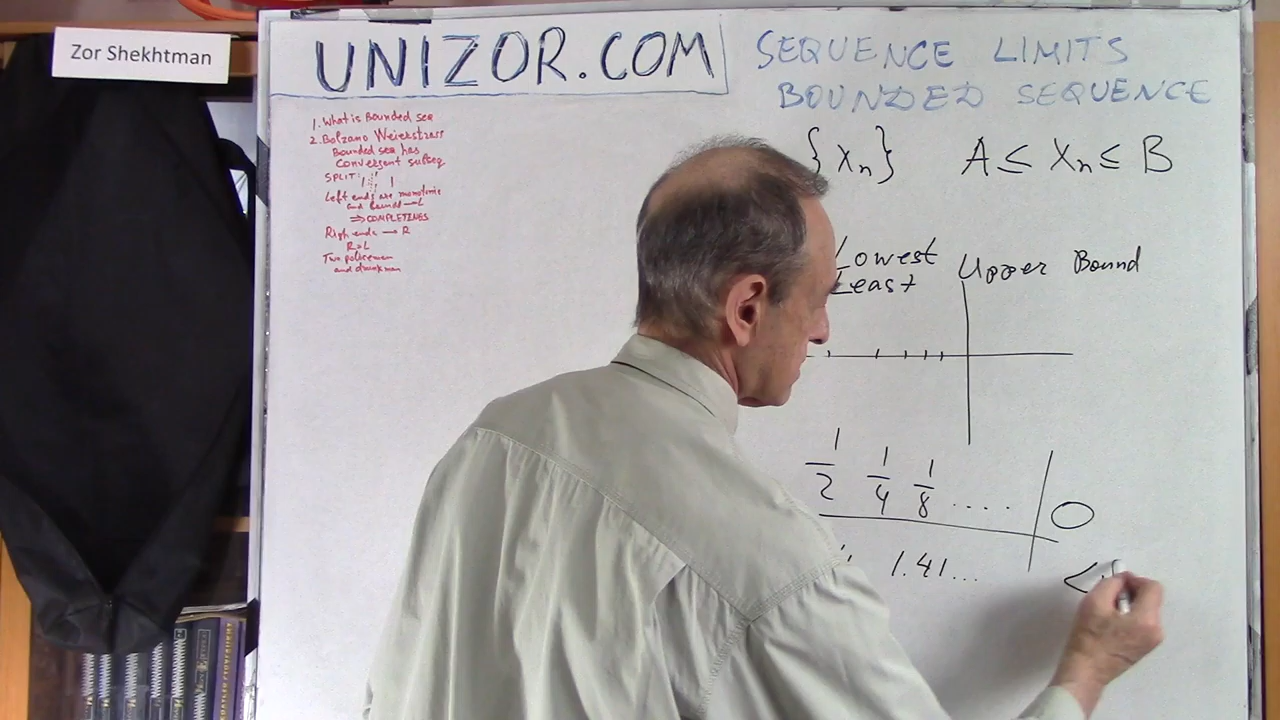 Zor Shekhtman
UNIZOR.COM
SEQUENCE LIMITS
BOUNDED SEQUENCE
1. What is Bounded seq
2. Bolzano Weierstrass
Bounded seq has
Convergent subseq.
SPLIT:
Left ends are monotonic
and bound → L
⇒ COMPLETNES
Right ends → R
R=L
Two policemen
and drunkman
{Xn} A ≤ Xn ≤ B
Lowest
Least Upper Bound
1/2 1/4 1/8 ..... 0
1.41... <